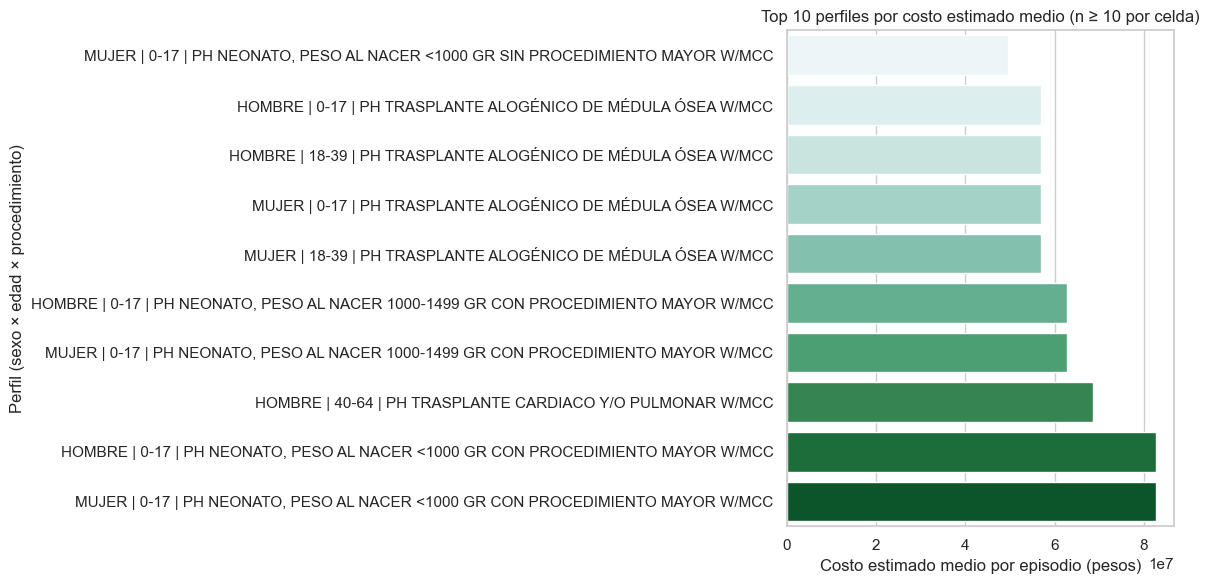 Top 10 perfiles por costo estimado medio (n ≥ 10 por celda)
Perfil (sexo × edad × procedimiento)
MUJER | 0-17 | PH NEONATO, PESO AL NACER <1000 GR SIN PROCEDIMIENTO MAYOR W/MCC
HOMBRE | 0-17 | PH TRASPLANTE ALOGÉNICO DE MÉDULA ÓSEA W/MCC
HOMBRE | 18-39 | PH TRASPLANTE ALOGÉNICO DE MÉDULA ÓSEA W/MCC
MUJER | 0-17 | PH TRASPLANTE ALOGÉNICO DE MÉDULA ÓSEA W/MCC
MUJER | 18-39 | PH TRASPLANTE ALOGÉNICO DE MÉDULA ÓSEA W/MCC
HOMBRE | 0-17 | PH NEONATO, PESO AL NACER 1000-1499 GR CON PROCEDIMIENTO MAYOR W/MCC
MUJER | 0-17 | PH NEONATO, PESO AL NACER 1000-1499 GR CON PROCEDIMIENTO MAYOR W/MCC
HOMBRE | 40-64 | PH TRASPLANTE CARDIACO Y/O PULMONAR W/MCC
HOMBRE | 0-17 | PH NEONATO, PESO AL NACER <1000 GR CON PROCEDIMIENTO MAYOR W/MCC
MUJER | 0-17 | PH NEONATO, PESO AL NACER <1000 GR CON PROCEDIMIENTO MAYOR W/MCC
0 2 4 6 8
Costo estimado medio por episodio (pesos) 1e7